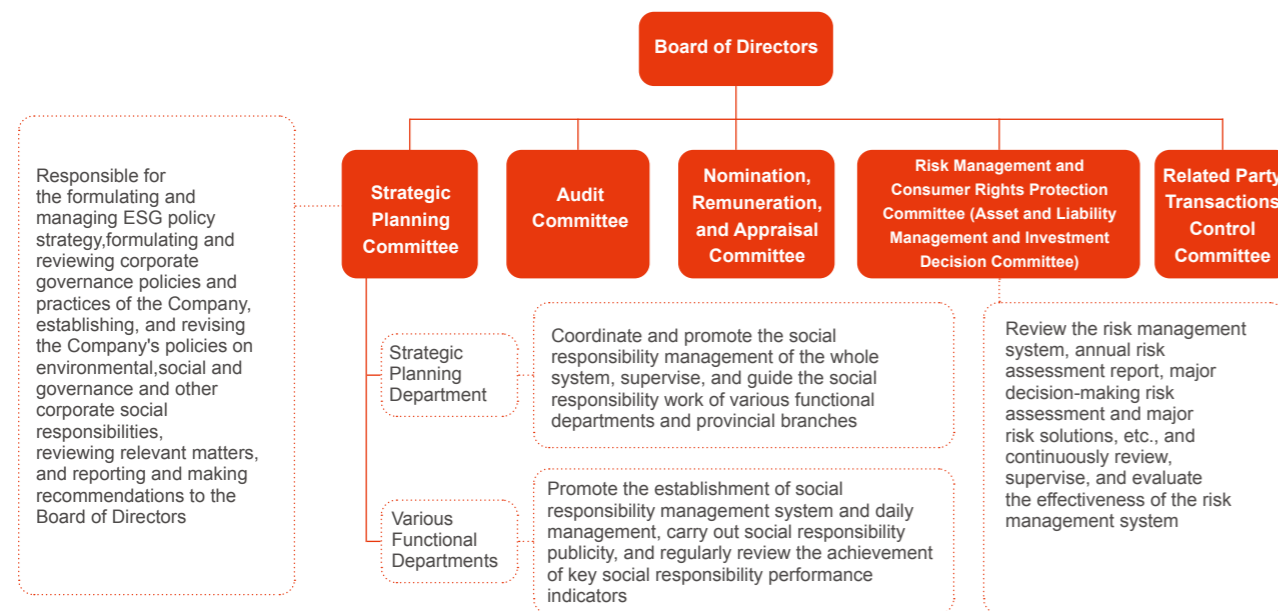 Board of Directors
Responsible for
the formulating and
managing ESG policy
strategy,formulating and
reviewing corporate
governance policies and
practices of the Company,
establishing, and revising
the Company's policies on
environmental,social and
governance and other
corporate social
responsibilities,
reviewing relevant matters,
and reporting and making
recommendations to the
Board of Directors
Strategic
Planning
Committee
Audit
Committee
Nomination,
Remuneration,
and Appraisal
Committee
Risk Management and
Consumer Rights Protection
Committee (Asset and Liability
Management and Investment
Decision Committee)
Related Party
Transactions
Control
Committee
Strategic
Planning
Department
Coordinate and promote the social
responsibility management of the whole
system, supervise, and guide the social
responsibility work of various functional
departments and provincial branches
Review the risk management
system, annual risk
assessment report, major
decision-making risk
assessment and major
risk solutions, etc., and
continuously review,
supervise, and evaluate
the effectiveness of the risk
management system
Various
Functional
Departments
Promote the establishment of social
responsibility management system and daily
management, carry out social responsibility
publicity, and regularly review the achievement
of key social responsibility performance
indicators